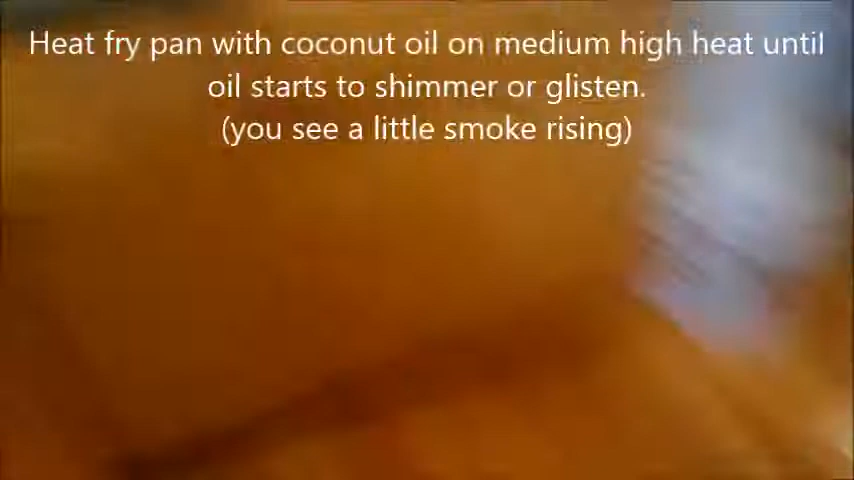 Heat fry pan with coconut oil on medium high heat until
oil starts to shimmer or glisten.
(you see a little smoke rising)